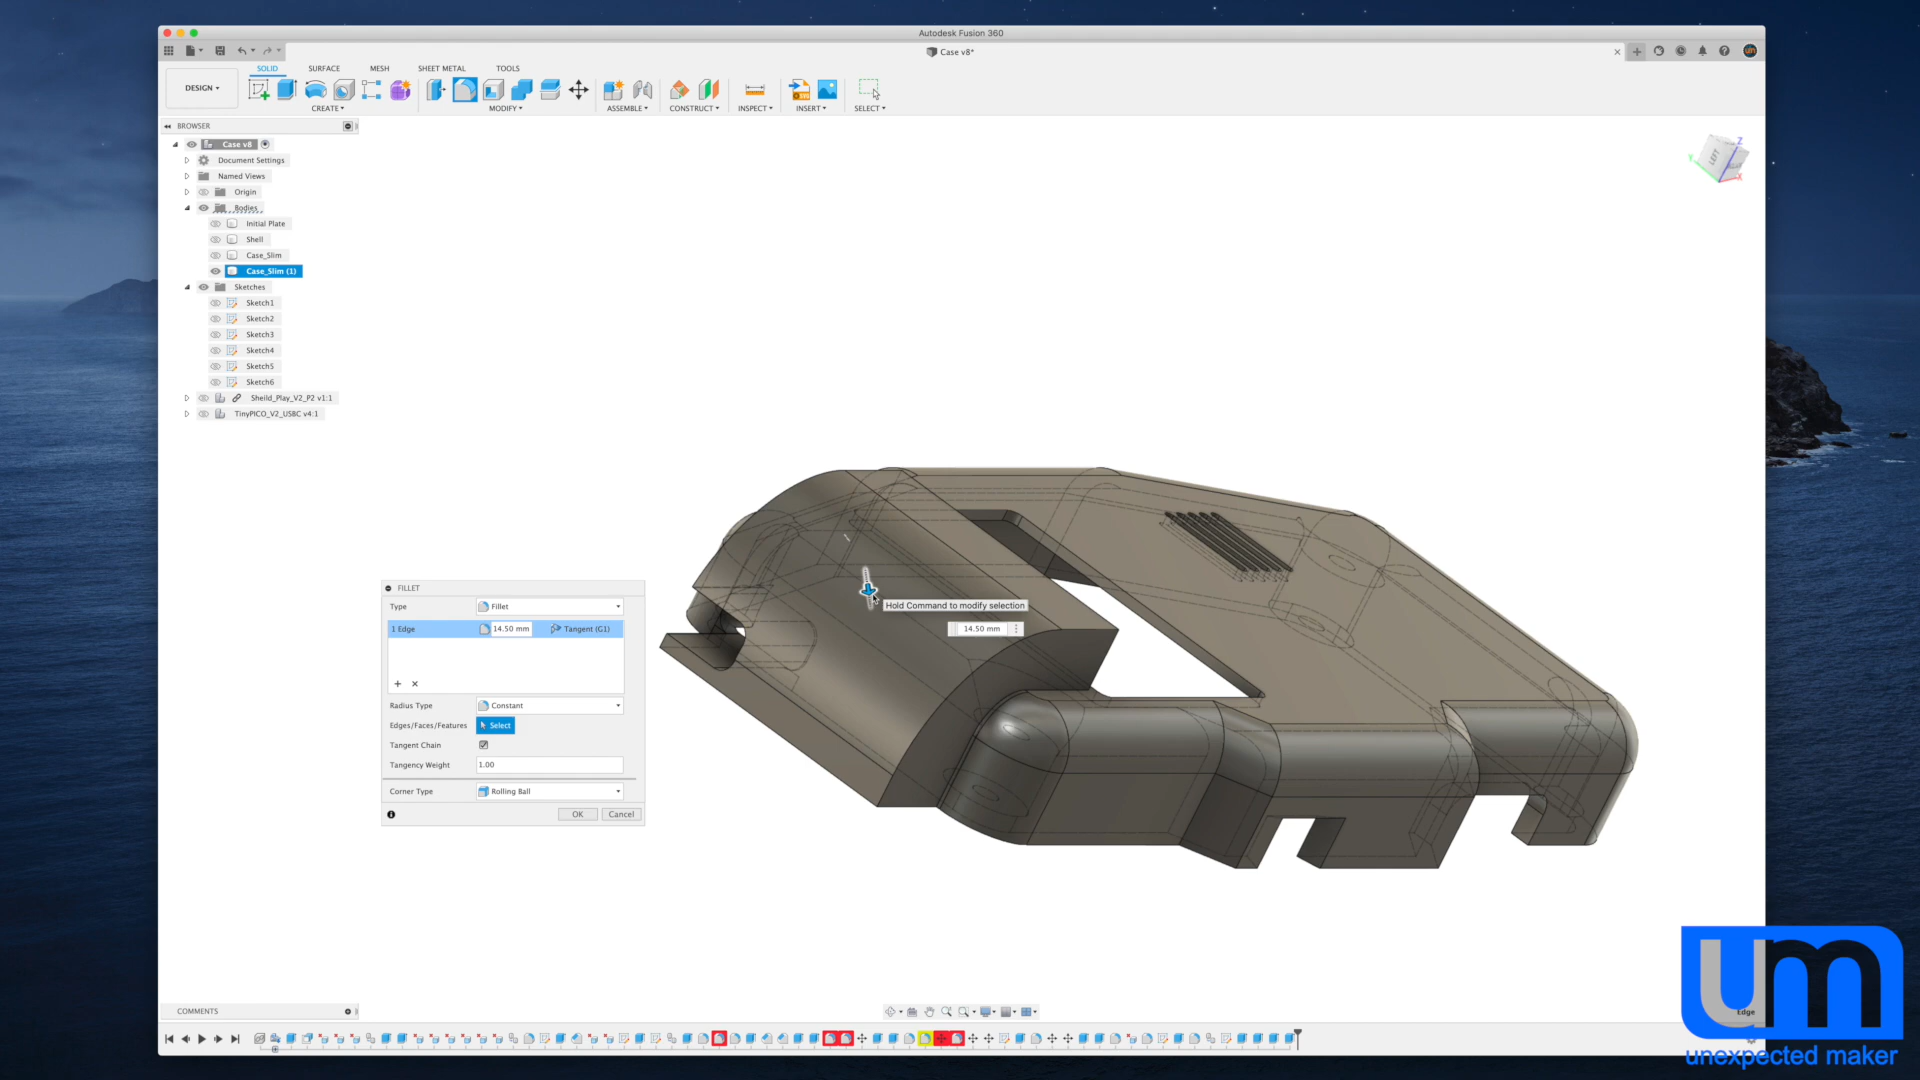 Autodesk Fusion 360
Case v8*
SOLID SURFACE MESH SHEET METAL TOOLS
DESIGN
CREATE MODIFY ASSEMBLE CONSTRUCT INSPECT INSERT SELECT
BROWSER
Case v8
Document Settings
Named Views
Origin
Bodies
Initial Plate
Shell
Case_Slim
Case_Slim (1)
Sketches
Sketch1
Sketch2
Sketch3
Sketch4
Sketch5
Sketch6
Sheild_Play_V2_P2 v1:1
TinyPICO_V2_USBC v4:1
LEFT
Z
Y
X
FILLET
Type Fillet
1 Edge 14.50 mm Tangent (G1)
Radius Type Constant
Edges/Faces/Features Select
Tangent Chain
Tangency Weight 1.00
Corner Type Rolling Ball
OK Cancel
Hold Command to modify selection
14.50 mm
COMMENTS
um
Edge
unexpected maker